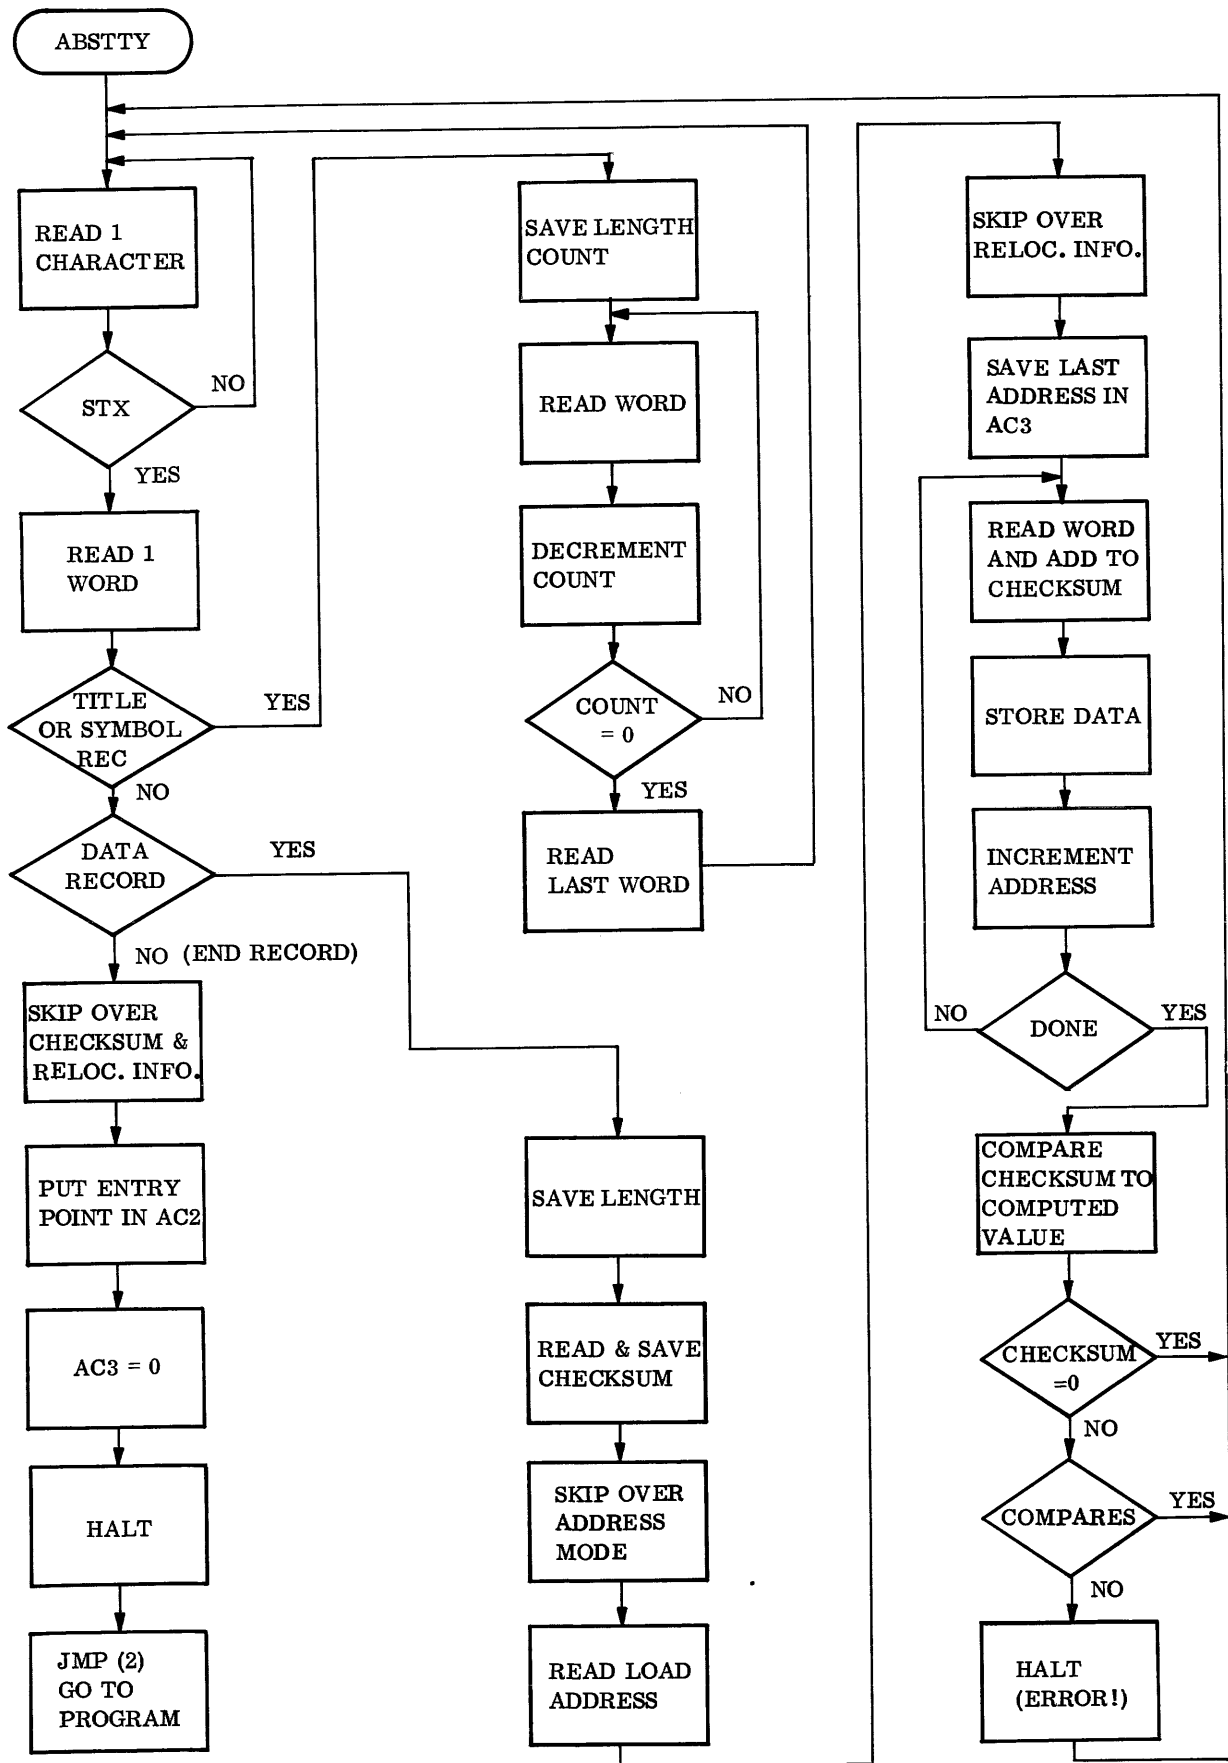 ABSTTY
READ 1
CHARACTER
STX
NO
YES
READ 1
WORD
TITLE
OR SYMBOL
REC
YES
NO
DATA
RECORD
YES
NO (END RECORD)
SKIP OVER
CHECKSUM &
RELOC. INFO.
PUT ENTRY
POINT IN AC2
AC3 = 0
HALT
JMP (2)
GO TO
PROGRAM
SAVE LENGTH
COUNT
READ WORD
DECREMENT
COUNT
COUNT
= 0
NO
YES
READ
LAST WORD
SAVE LENGTH
READ & SAVE
CHECKSUM
SKIP OVER
ADDRESS
MODE
READ LOAD
ADDRESS
SKIP OVER
RELOC. INFO.
SAVE LAST
ADDRESS IN
AC3
READ WORD
AND ADD TO
CHECKSUM
STORE DATA
INCREMENT
ADDRESS
NO
DONE
YES
COMPARE
CHECKSUM TO
COMPUTED
VALUE
CHECKSUM
=0
YES
NO
COMPARES
YES
NO
HALT
(ERROR!)